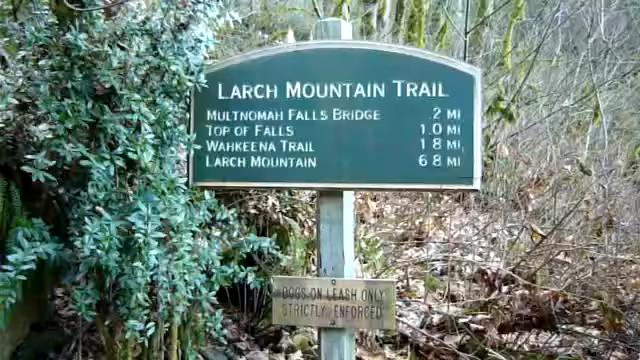 LARCH MOUNTAIN TRAIL
MULTNOMAH FALLS BRIDGE .2 MI
TOP OF FALLS 1.0 MI
WAHKEENA TRAIL 1.8 MI
LARCH MOUNTAIN 6.8 MI
DOGS ON LEASH ONLY
STRICTLY ENFORCED